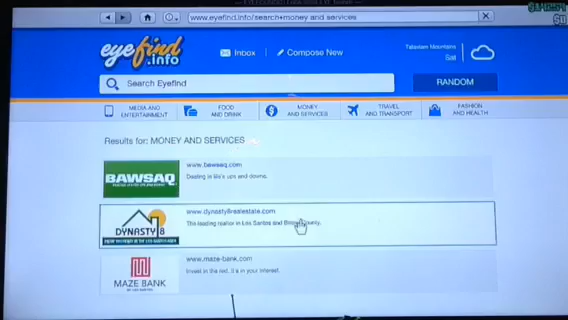 www.eyefind.info/search+money and services
eyefind
.info
Inbox
Compose New
Tataviam Mountains
Search Eyefind
RANDOM
MEDIA AND
ENTERTAINMENT
FOOD
AND DRINK
MONEY
AND SERVICES
TRAVEL
AND TRANSPORT
FASHION
AND HEALTH
Results for: MONEY AND SERVICES
BAWSAQ
www.bawsaq.com
Dealing in life's ups and downs.
DYNASTY 8
www.dynasty8realestate.com
The leading realtor in Los Santos and
MAZE BANK
OF LOS SANTOS
www.maze-bank.com
Invest in the red. It's in your interest.